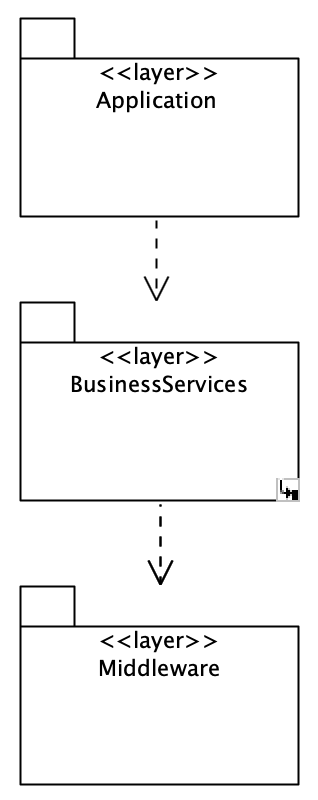 <<layer>>
Application
<<layer>>
BusinessServices
<<layer>>
Middleware